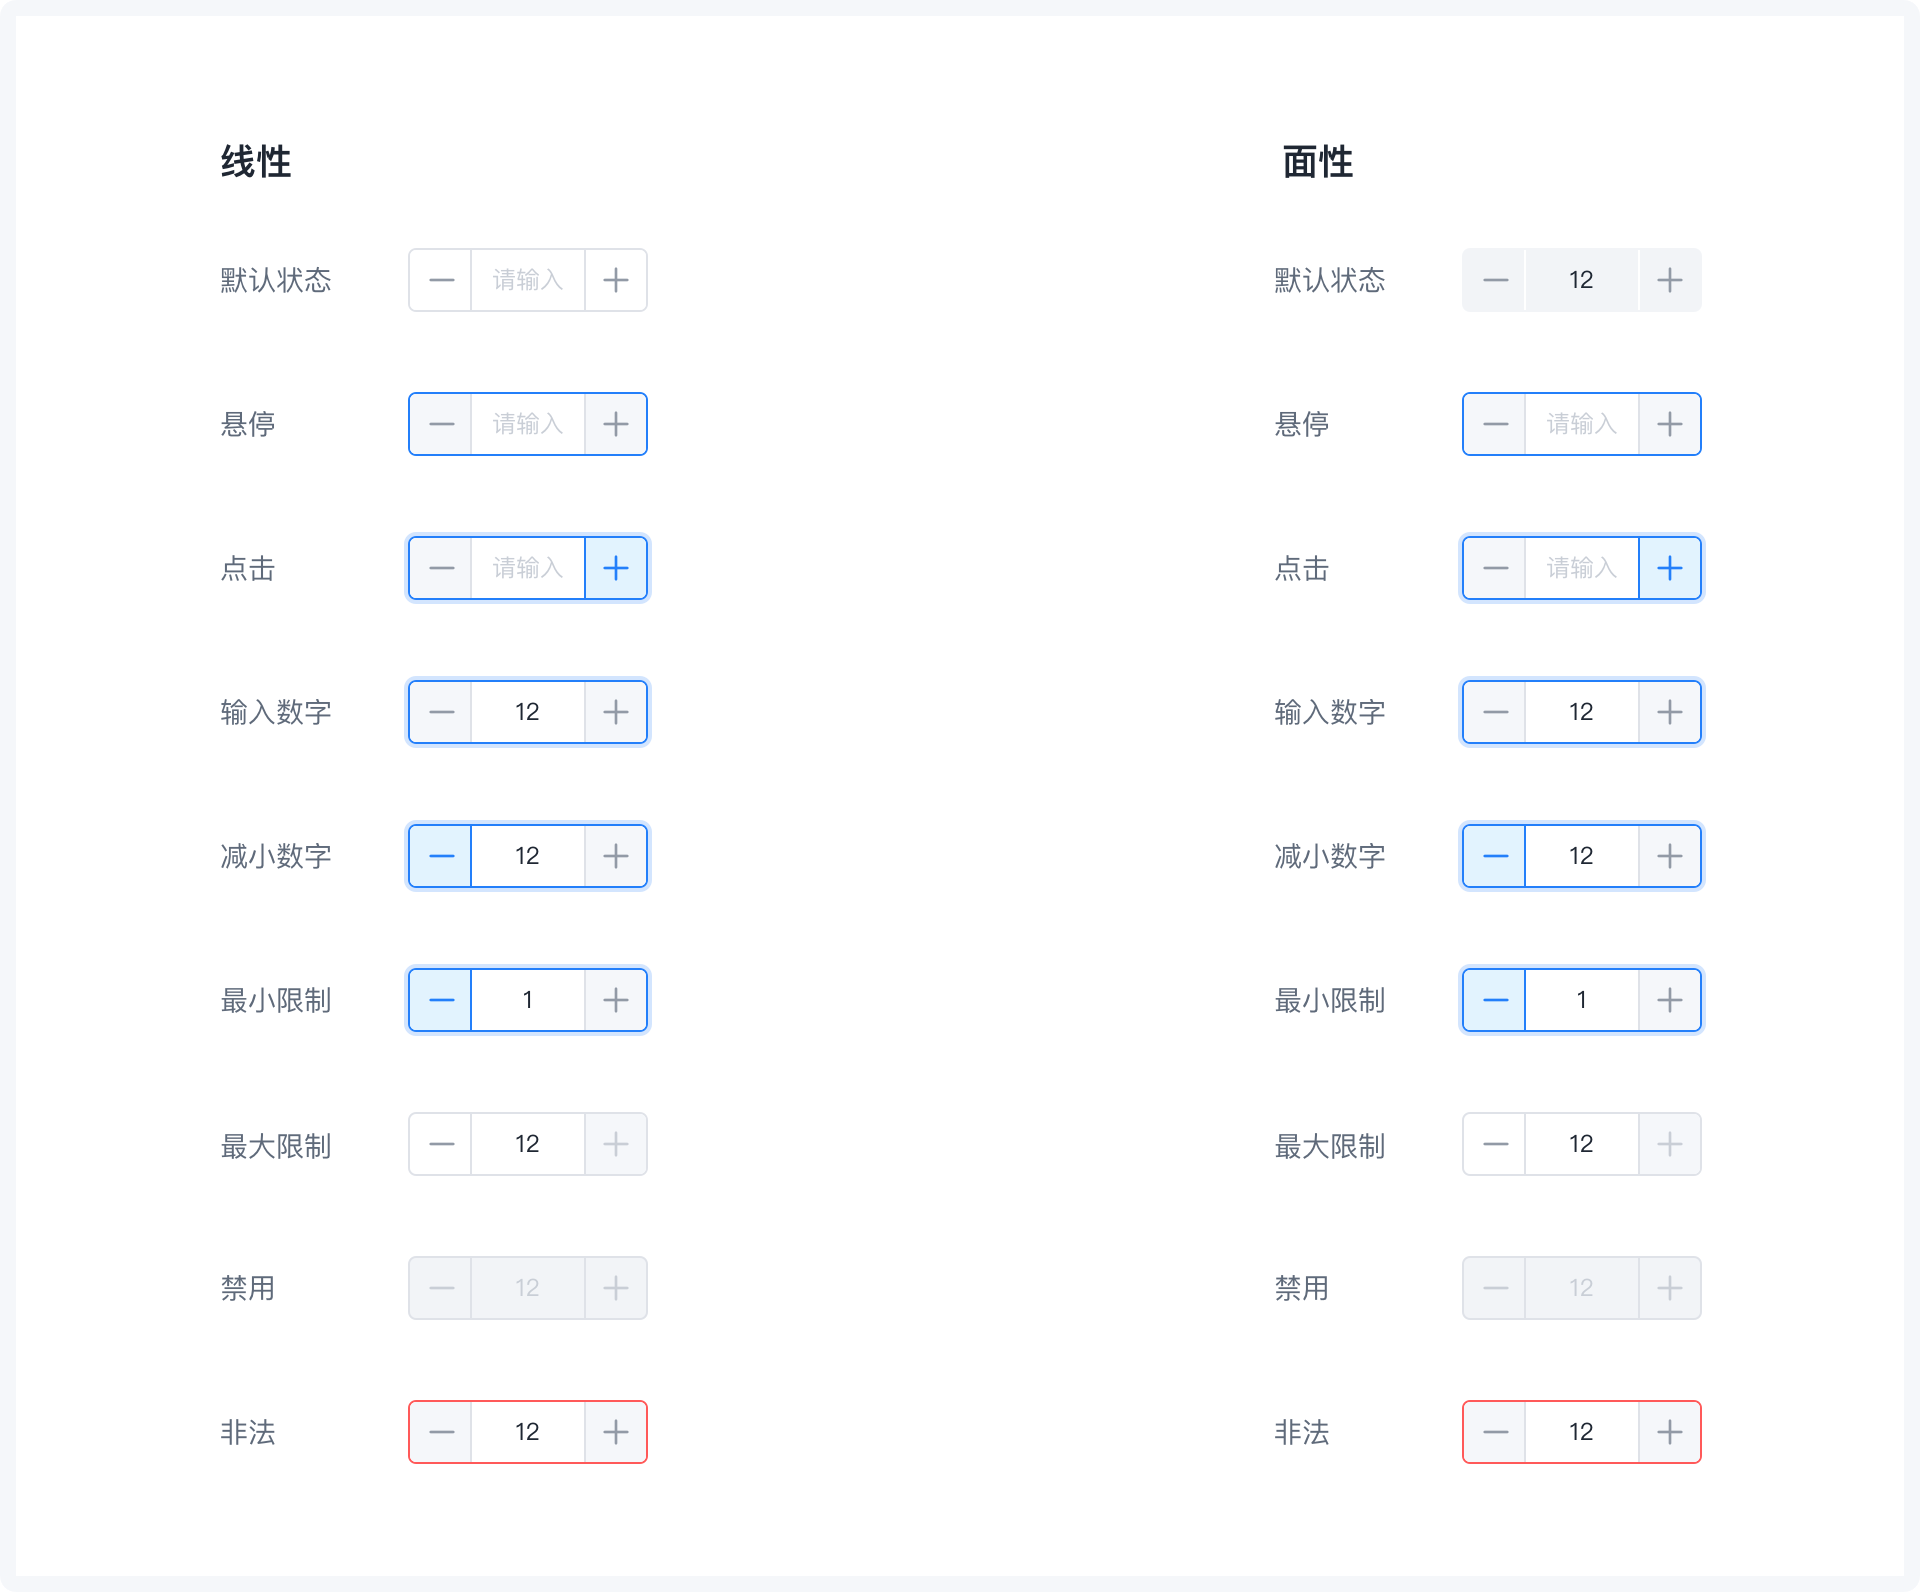 线性
默认状态 请输入
悬停 请输入
点击 请输入
输入数字 12
减小数字 12
最小限制 1
最大限制 12
禁用 12
非法 12
面性
默认状态 12
悬停 请输入
点击 请输入
输入数字 12
减小数字 12
最小限制 1
最大限制 12
禁用 12
非法 12